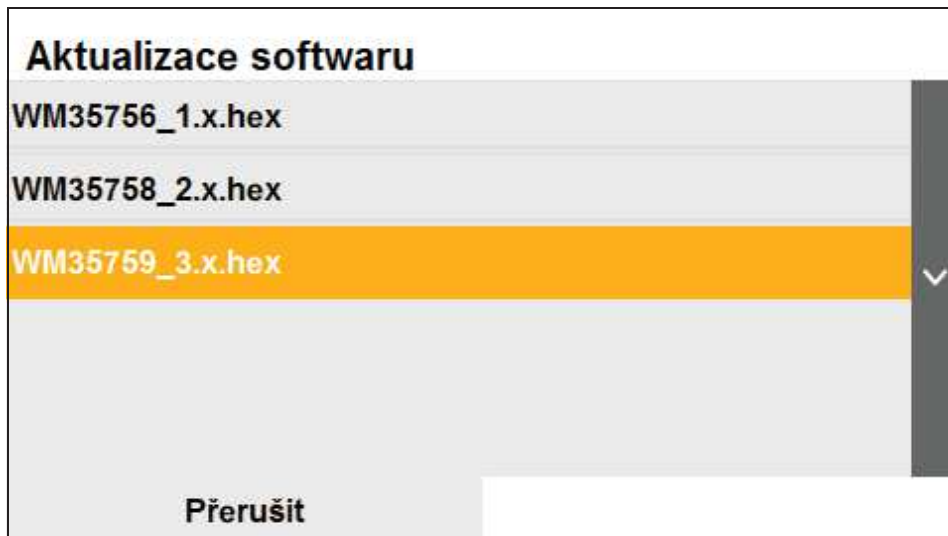 Aktualizace softwaru
WM35756_1.x.hex
WM35758_2.x.hex
WM35759_3.x.hex
Přerušit